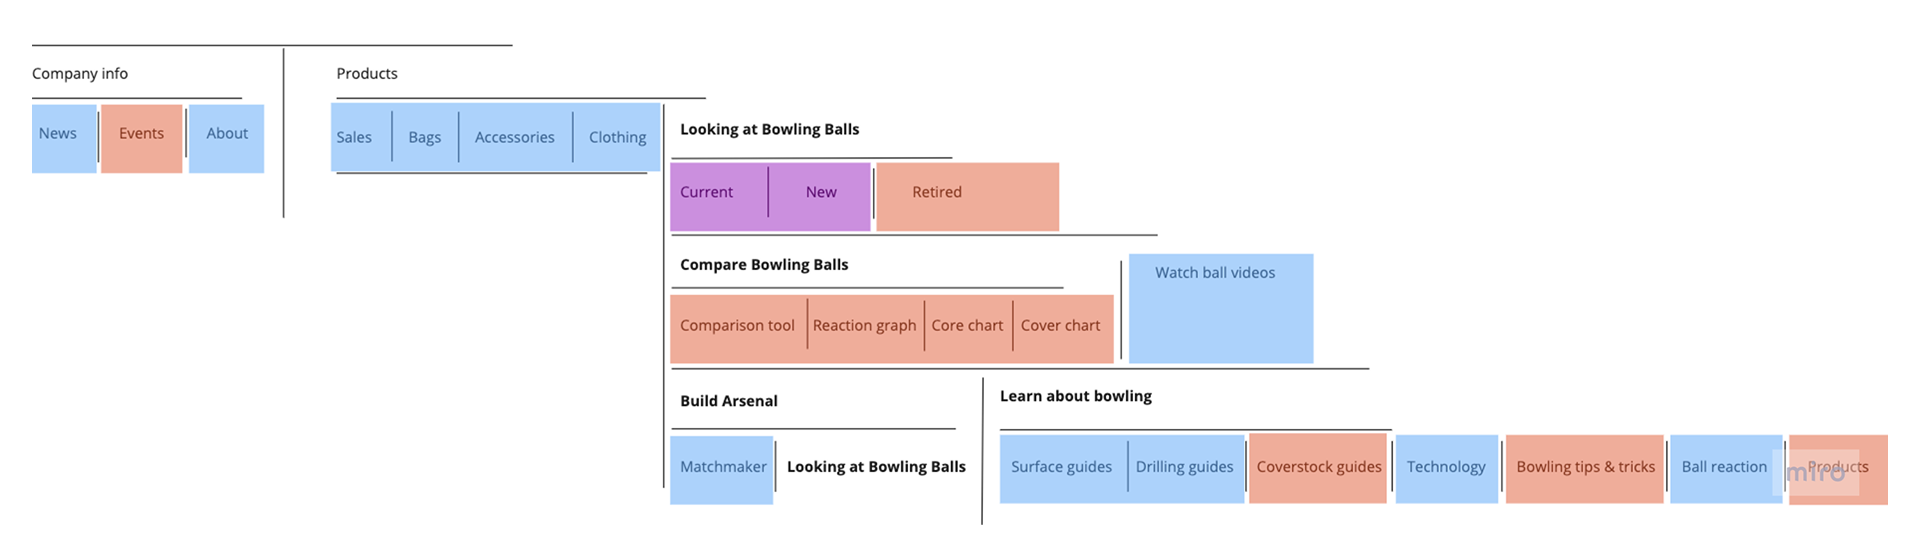 Company info
Products
News
Events
About
Sales
Bags
Accessories
Clothing
Looking at Bowling Balls
Current
New
Retired
Compare Bowling Balls
Watch ball videos
Comparison tool
Reaction graph
Core chart
Cover chart
Build Arsenal
Learn about bowling
Matchmaker
Looking at Bowling Balls
Surface guides
Drilling guides
Coverstock guides
Technology
Bowling tips & tricks
Ball reaction
Products
miro